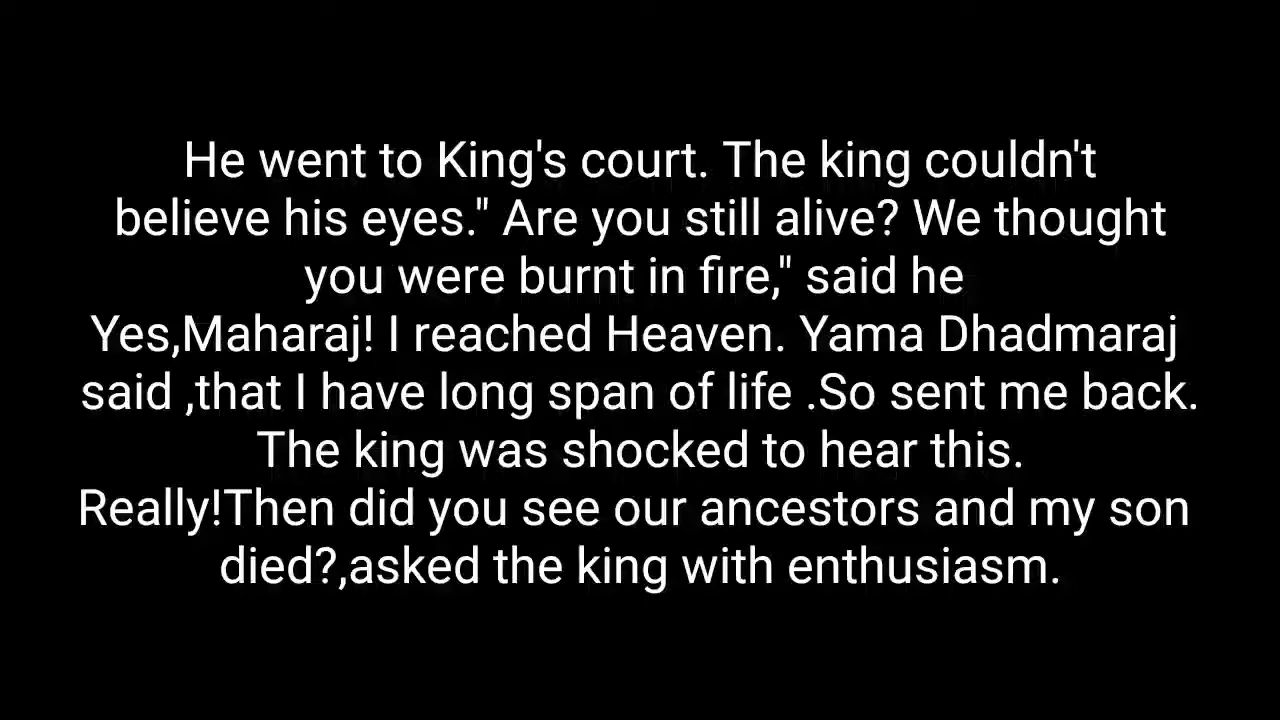 He went to King's court. The king couldn't
believe his eyes." Are you still alive? We thought
you were burnt in fire," said he
Yes,Maharaj! I reached Heaven. Yama Dhadmaraj
said ,that I have long span of life .So sent me back.
The king was shocked to hear this.
Really!Then did you see our ancestors and my son
died?,asked the king with enthusiasm.